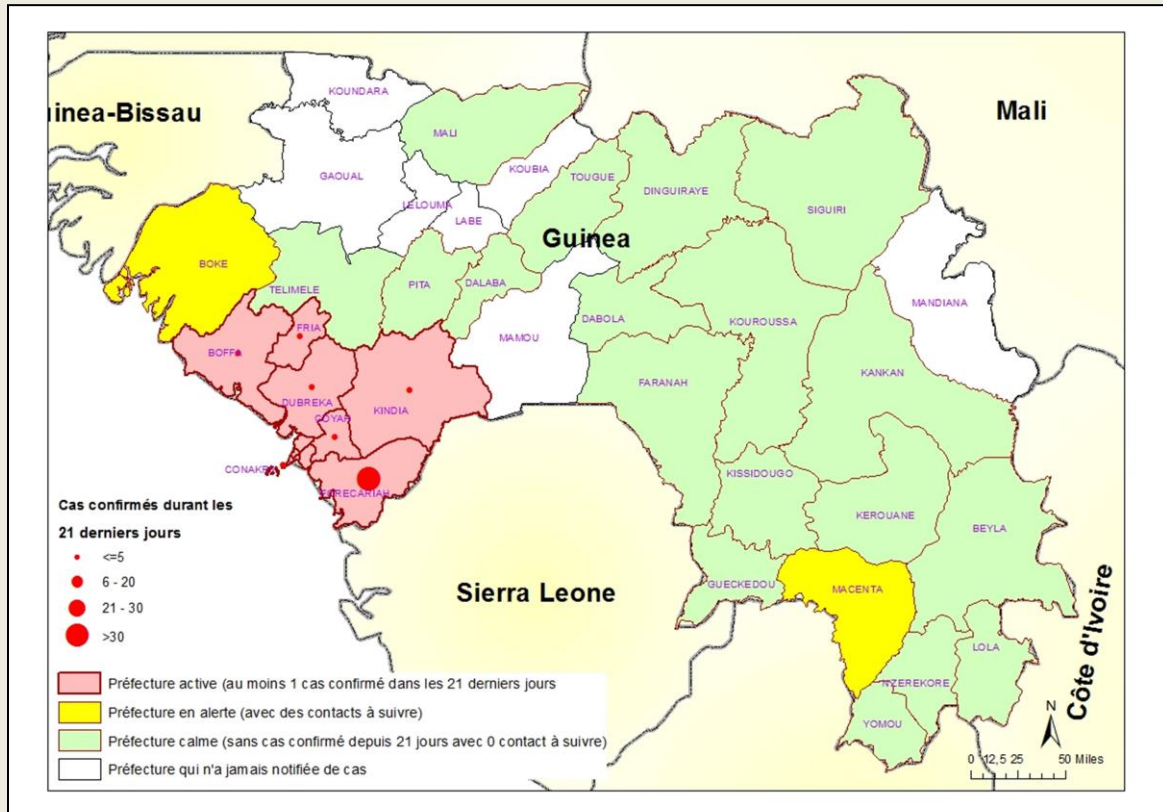 KOUNDARA
uinea-Bissau
Mali
MALI
GAOUAL
KOUBIA
TOUGUE
DINGUIRAYE
LELOUMA
LABE
SIGUIRI
Guinea
BOKE
TELIMELE
PITA
DALABA
MANDIANA
DABOLA
KOUROUSSA
FRIA
MAMOU
BOFFA
KANKAN
FARANAH
DUBREKA
KINDIA
COYAH
CONAKRY
FORECARIAH
KISSIDOUGO
KEROUANE
BEYLA
GUECKEDOU
MACENTA
Sierra Leone
Côte d'Ivoire
LOLA
NZEREKORE
YOMOU
Cas confirmés durant les
21 derniers jours
<=5
6 - 20
21 - 30
>30
Préfecture active (au moins 1 cas confirmé dans les 21 derniers jours
Préfecture en alerte (avec des contacts à suivre)
Préfecture calme (sans cas confirmé depuis 21 jours avec 0 contact à suivre)
Préfecture qui n'a jamais notifiée de cas
N
0 12,5 25 50 Miles